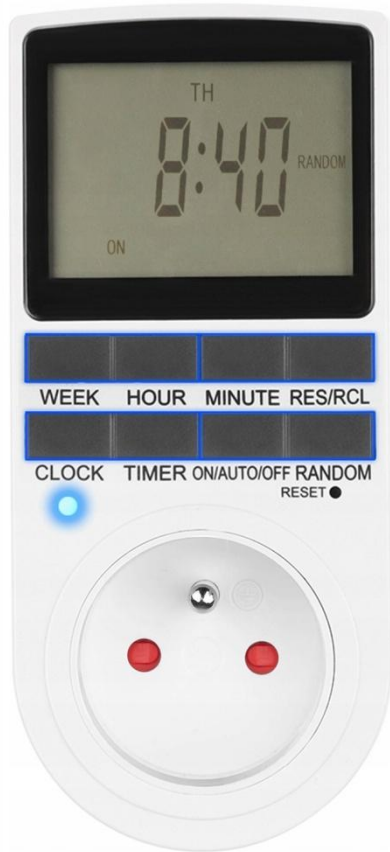 TH
8:40
RANDOM
ON
WEEK HOUR MINUTE RES/RCL
CLOCK TIMER ON/AUTO/OFF RANDOM
RESET